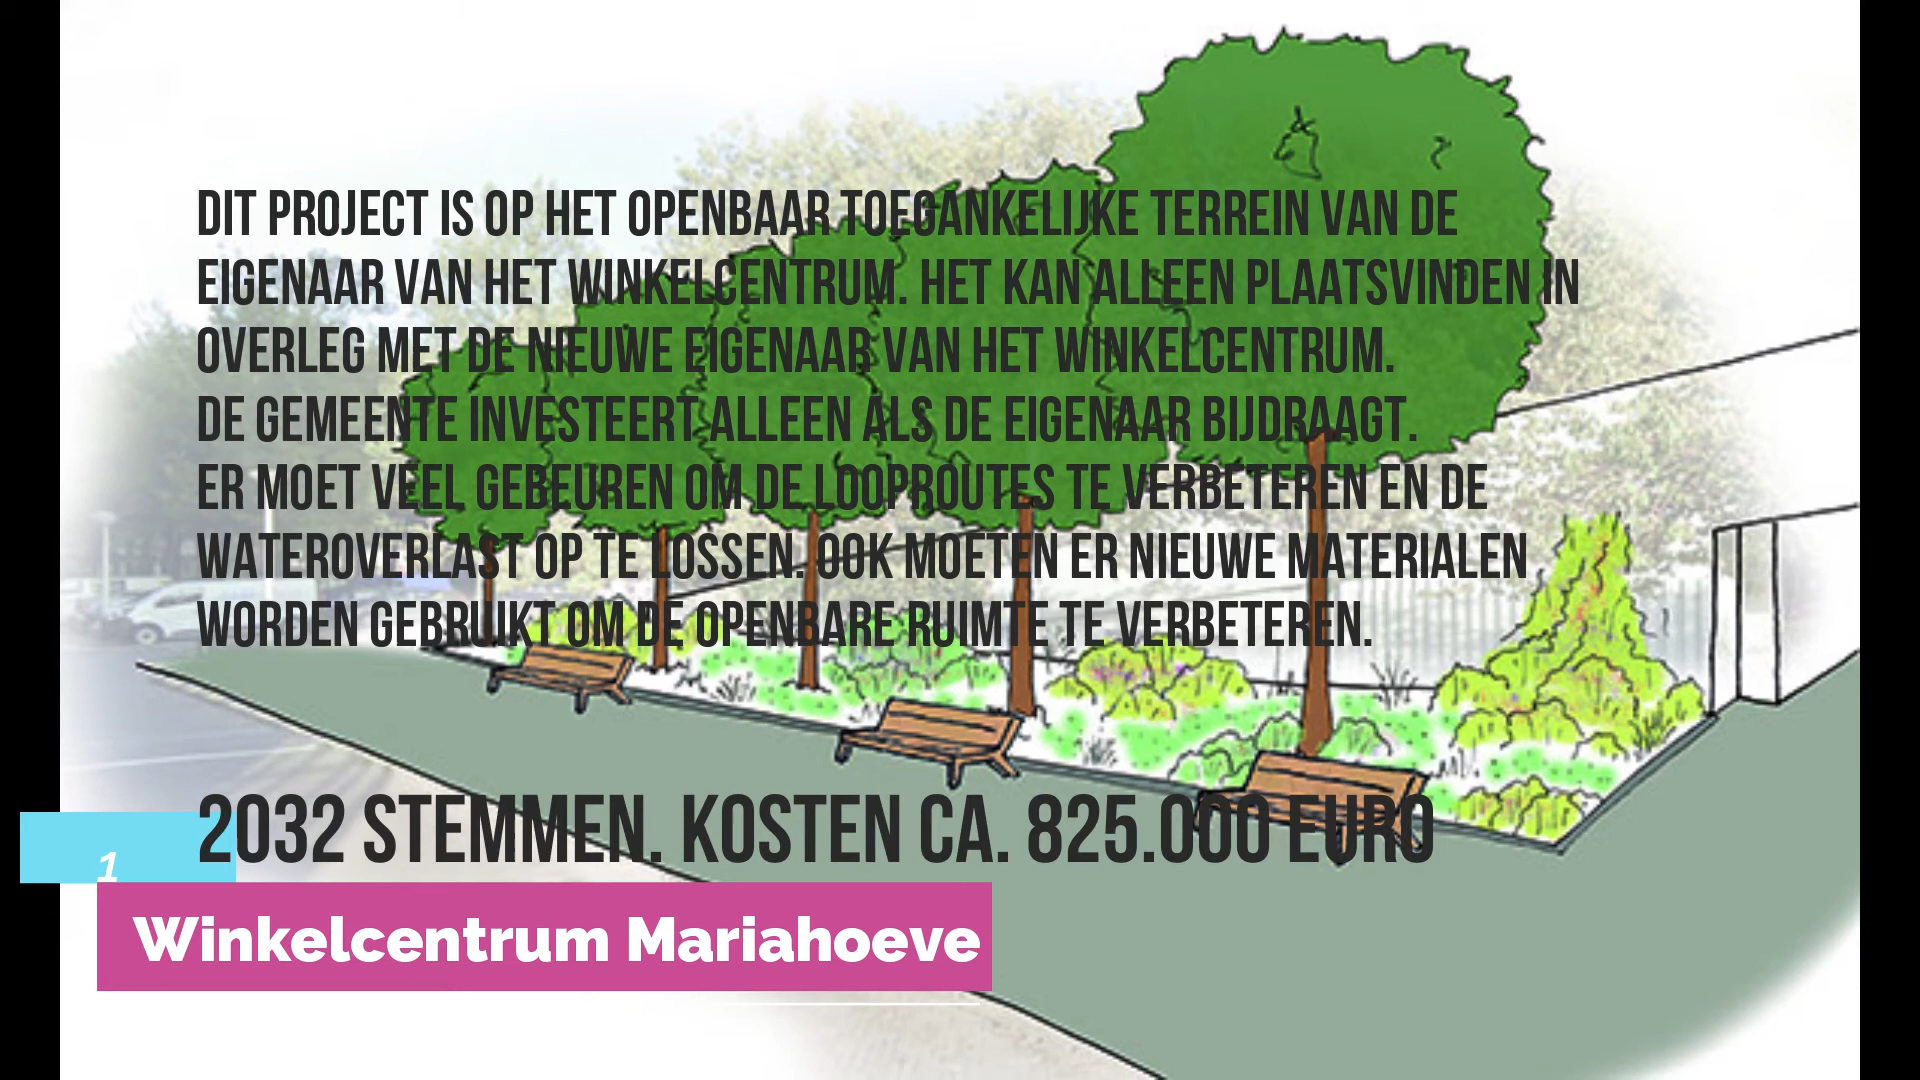 DIT PROJECT IS OP HET OPENBAAR TOEGANKELIJKE TERREIN VAN DE
EIGENAAR VAN HET WINKELCENTRUM. HET KAN ALLEEN PLAATSVINDEN IN
OVERLEG MET DE NIEUWE EIGENAAR VAN HET WINKELCENTRUM.
DE GEMEENTE INVESTEERT ALLEEN ALS DE EIGENAAR BIJDRAAGT.
ER MOET VEEL GEBEUREN OM DE LOOPROUTES TE VERBETEREN EN DE
WATEROVERLAST OP TE LOSSEN. OOK MOETEN ER NIEUWE MATERIALEN
WORDEN GEBRUIKT OM DE OPENBARE RUIMTE TE VERBETEREN.
2032 STEMMEN. KOSTEN CA. 825.000 EURO
1
Winkelcentrum Mariahoeve